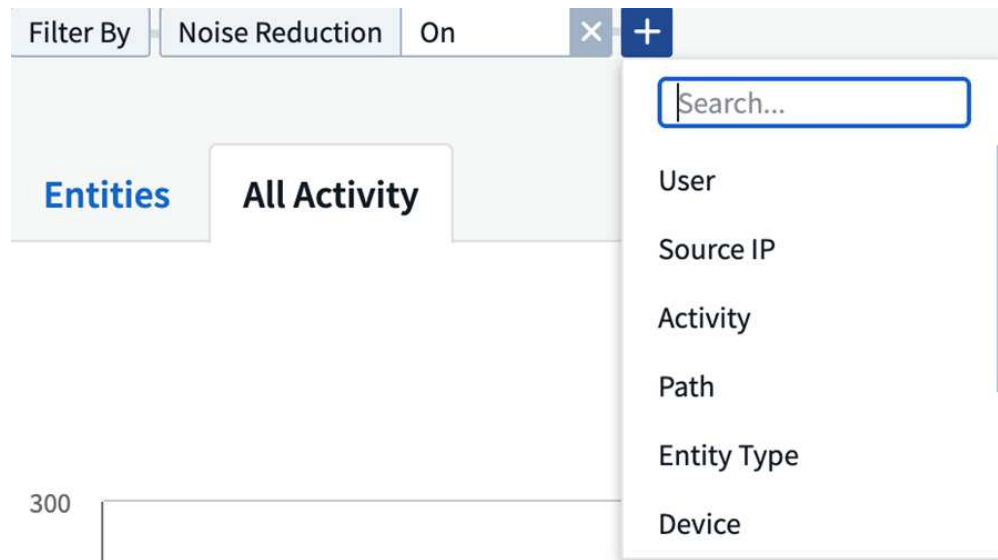 Filter By Noise Reduction On
Search...
User
Entities All Activity
Source IP
Activity
Path
Entity Type
300
Device